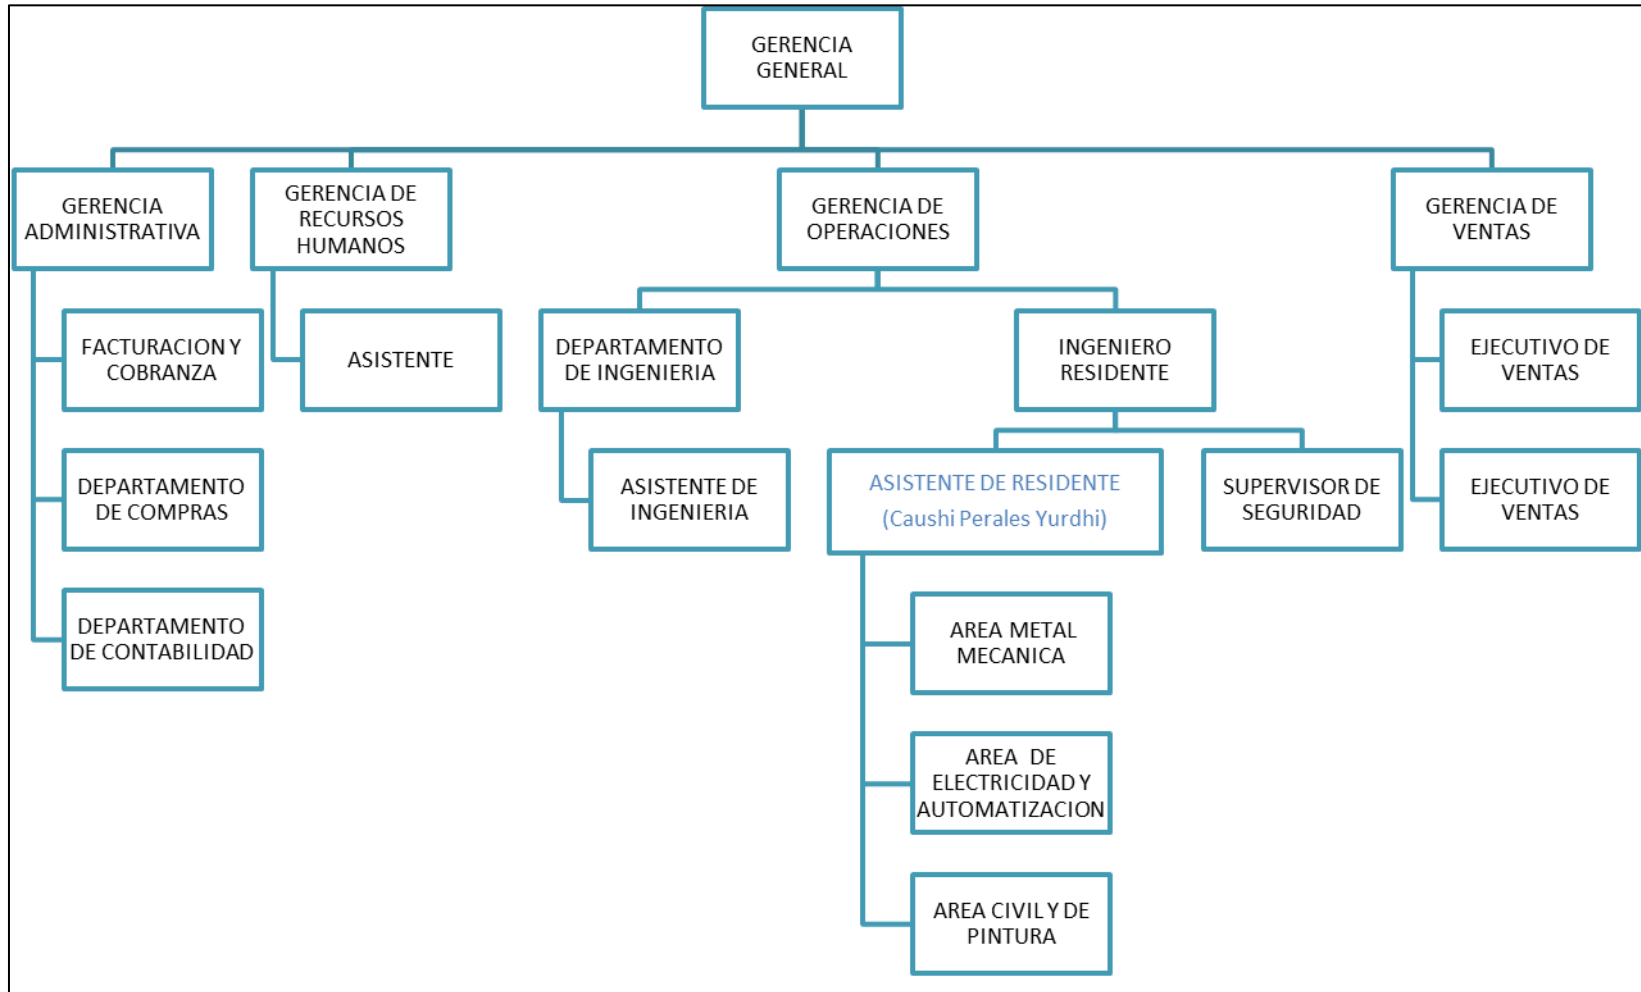 GERENCIA
GENERAL
GERENCIA
ADMINISTRATIVA
GERENCIA DE
RECURSOS
HUMANOS
GERENCIA DE
OPERACIONES
GERENCIA DE
VENTAS
FACTURACION Y
COBRANZA
ASISTENTE
DEPARTAMENTO
DE INGENIERIA
INGENIERO
RESIDENTE
EJECUTIVO DE
VENTAS
DEPARTAMENTO
DE COMPRAS
ASISTENTE DE
INGENIERIA
ASISTENTE DE RESIDENTE
(Caushi Perales Yurdhi)
SUPERVISOR DE
SEGURIDAD
EJECUTIVO DE
VENTAS
DEPARTAMENTO
DE CONTABILIDAD
AREA METAL
MECANICA
AREA  DE
ELECTRICIDAD Y
AUTOMATIZACION
AREA CIVIL Y DE
PINTURA